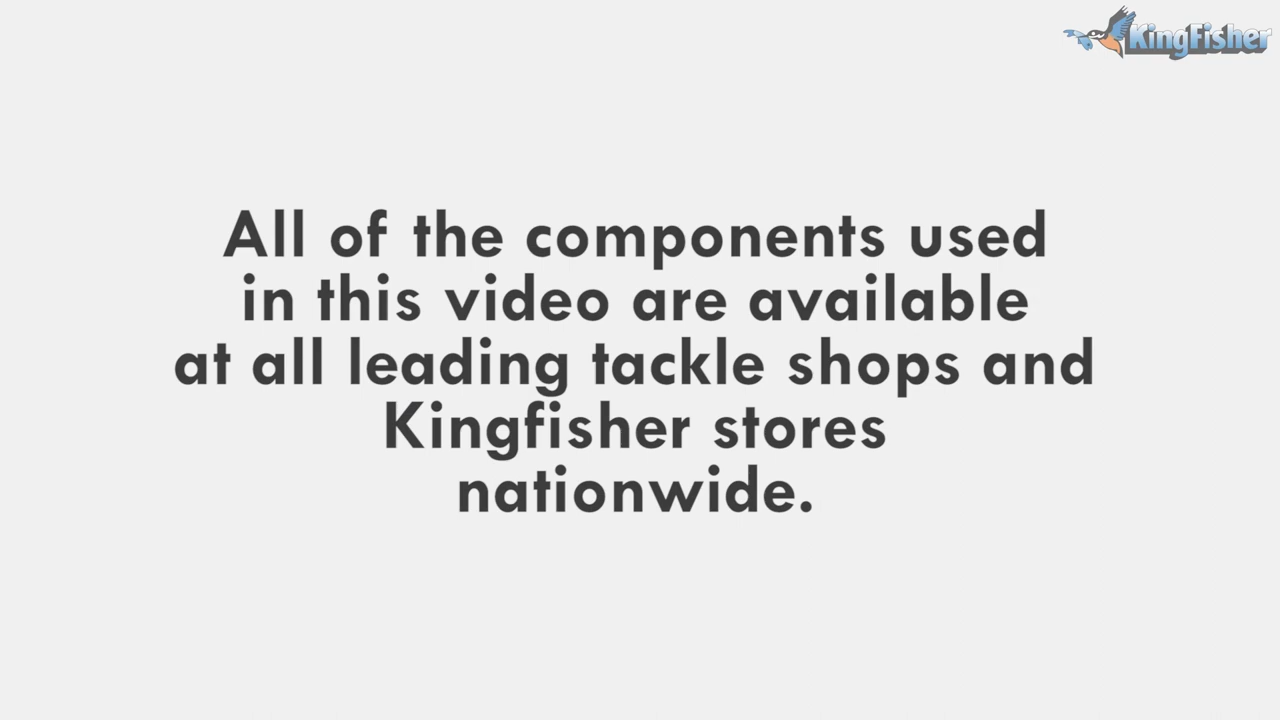 KingFisher
All of the components used
in this video are available
at all leading tackle shops and
Kingfisher stores
nationwide.